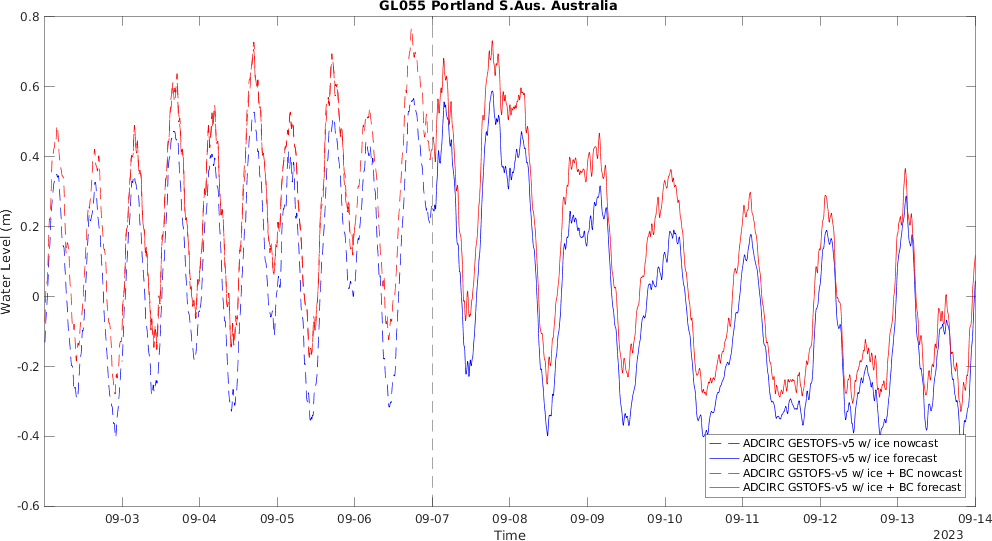 GL055 Portland S.Aus. Australia
0.8
0.6
0.4
0.2
0
-0.2
-0.4
-0.6
Water Level (m)
09-03 09-04 09-05 09-06 09-07 09-08 09-09 09-10 09-11 09-12 09-13 09-14
Time
2023
ADCIRC GESTOFS-v5 w/ ice nowcast
ADCIRC GESTOFS-v5 w/ ice forecast
ADCIRC GSTOFS-v5 w/ ice + BC nowcast
ADCIRC GSTOFS-v5 w/ ice + BC forecast